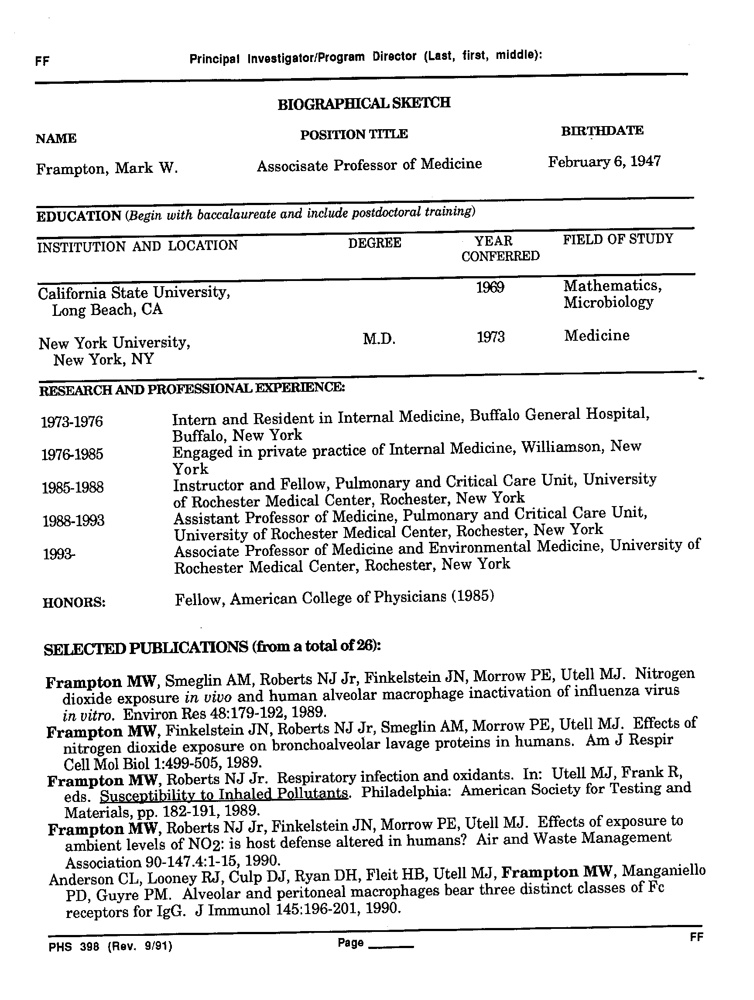 FF Principal Investigator/Program Director (Last, first, middle):
BIOGRAPHICAL SKETCH
NAME POSITION TITLE BIRTHDATE
Frampton, Mark W. Associsate Professor of Medicine February 6, 1947
EDUCATION (Begin with baccalaureate and include postdoctoral training)
INSTITUTION AND LOCATION DEGREE YEAR CONFERRED FIELD OF STUDY
California State University, 1969 Mathematics,
Long Beach, CA Microbiology
New York University, M.D. 1973 Medicine
New York, NY
RESEARCH AND PROFESSIONAL EXPERIENCE:
1973-1976 Intern and Resident in Internal Medicine, Buffalo General Hospital,
Buffalo, New York
1976-1985 Engaged in private practice of Internal Medicine, Williamson, New
York
1985-1988 Instructor and Fellow, Pulmonary and Critical Care Unit, University
of Rochester Medical Center, Rochester, New York
1988-1993 Assistant Professor of Medicine, Pulmonary and Critical Care Unit,
University of Rochester Medical Center, Rochester, New York
1993- Associate Professor of Medicine and Environmental Medicine, University of
Rochester Medical Center, Rochester, New York
HONORS: Fellow, American College of Physicians (1985)
SELECTED PUBLICATIONS (from a total of 26):
Frampton MW, Smeglin AM, Roberts NJ Jr, Finkelstein JN, Morrow PE, Utell MJ. Nitrogen
dioxide exposure in vivo and human alveolar macrophage inactivation of influenza virus
in vitro. Environ Res 48:179-192, 1989.
Frampton MW, Finkelstein JN, Roberts NJ Jr, Smeglin AM, Morrow PE, Utell MJ. Effects of
nitrogen dioxide exposure on bronchoalveolar lavage proteins in humans. Am J Respir
Cell Mol Biol 1:499-505, 1989.
Frampton MW, Roberts NJ Jr. Respiratory infection and oxidants. In: Utell MJ, Frank R,
eds. Susceptibility to Inhaled Pollutants. Philadelphia: American Society for Testing and
Materials, pp. 182-191, 1989.
Frampton MW, Roberts NJ Jr, Finkelstein JN, Morrow PE, Utell MJ. Effects of exposure to
ambient levels of NO2: is host defense altered in humans? Air and Waste Management
Association 90-147.4:1-15, 1990.
Anderson CL, Looney RJ, Culp DJ, Ryan DH, Fleit HB, Utell MJ, Frampton MW, Manganiello
PD, Guyre PM. Alveolar and peritoneal macrophages bear three distinct classes of Fc
receptors for IgG. J Immunol 145:196-201, 1990.
PHS 398 (Rev. 9/91) Page ______ FF